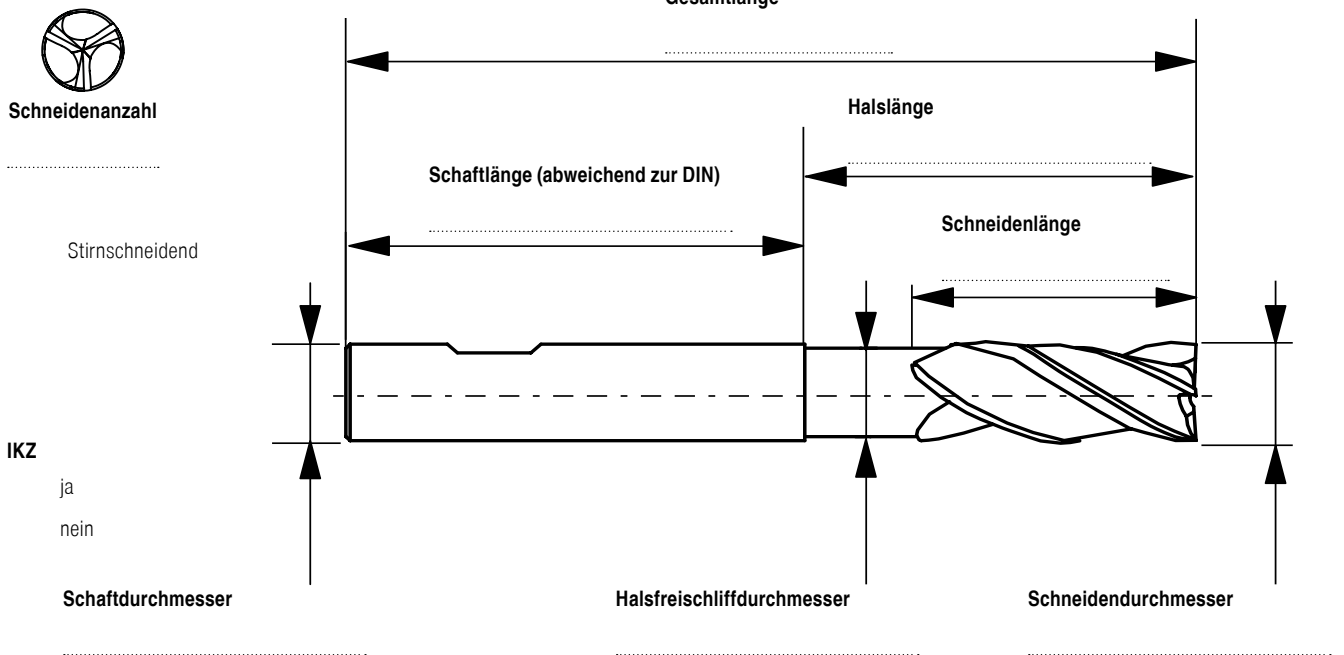 Gesamtlänge
Schneidenanzahl
Halslänge
Schaftlänge (abweichend zur DIN)
Schneidenlänge
Stirnschneidend
IKZ
ja
nein
Schaftdurchmesser
Halsfreischliffdurchmesser
Schneidendurchmesser